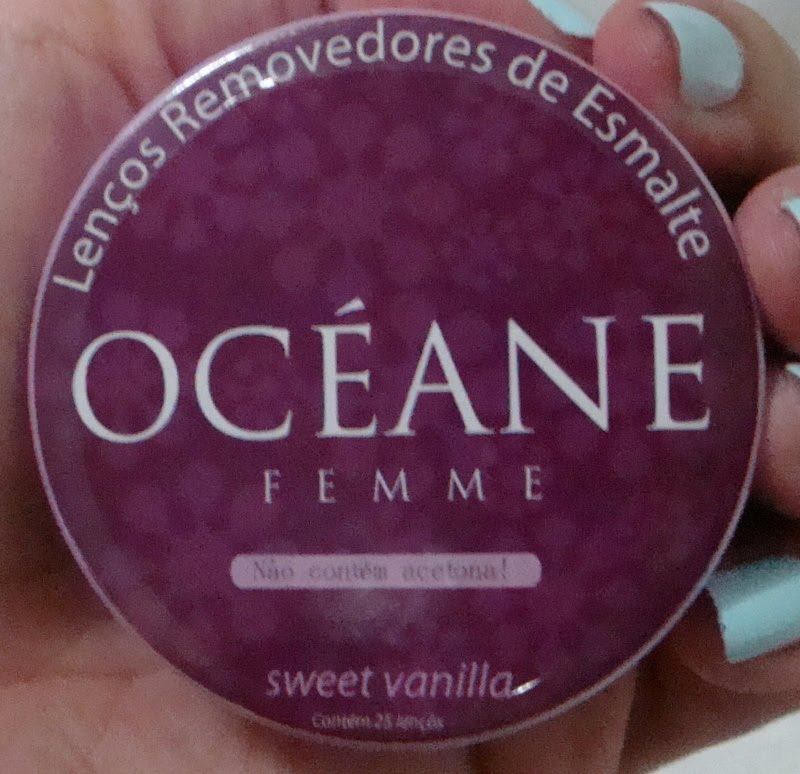 Lenços Removedores de Esmalte
OCÉANE
FEMME
Não contém acetona!
sweet vanilla
Contém 25 lenços